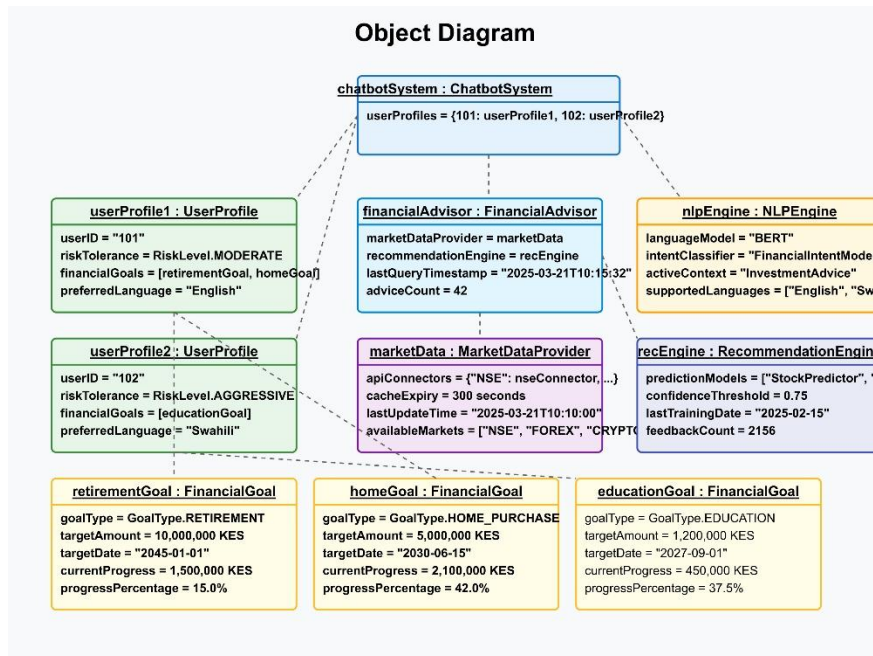 Object Diagram
chatbotSystem : ChatbotSystem
userProfiles = {101: userProfile1, 102: userProfile2}
userProfile1 : UserProfile
userID = "101"
riskTolerance = RiskLevel.MODERATE
financialGoals = [retirementGoal, homeGoal]
preferredLanguage = "English"
financialAdvisor : FinancialAdvisor
marketDataProvider = marketData
recommendationEngine = recEngine
lastQueryTimestamp = "2025-03-21T10:15:32"
adviceCount = 42
nlpEngine : NLPEngine
languageModel = "BERT"
intentClassifier = "FinancialIntentMode
activeContext = "InvestmentAdvice"
supportedLanguages = ["English", "Sw
userProfile2 : UserProfile
userID = "102"
riskTolerance = RiskLevel.AGGRESSIVE
financialGoals = [educationGoal]
preferredLanguage = "Swahili"
marketData : MarketDataProvider
apiConnectors = {"NSE": nseConnector, ...}
cacheExpiry = 300 seconds
lastUpdateTime = "2025-03-21T10:10:00"
availableMarkets = ["NSE", "FOREX", "CRYPTO
recEngine : RecommendationEngin
predictionModels = ["StockPredictor", "
confidenceThreshold = 0.75
lastTrainingDate = "2025-02-15"
feedbackCount = 2156
retirementGoal : FinancialGoal
goalType = GoalType.RETIREMENT
targetAmount = 10,000,000 KES
targetDate = "2045-01-01"
currentProgress = 1,500,000 KES
progressPercentage = 15.0%
homeGoal : FinancialGoal
goalType = GoalType.HOME_PURCHASE
targetAmount = 5,000,000 KES
targetDate = "2030-06-15"
currentProgress = 2,100,000 KES
progressPercentage = 42.0%
educationGoal : FinancialGoal
goalType = GoalType.EDUCATION
targetAmount = 1,200,000 KES
targetDate = "2027-09-01"
currentProgress = 450,000 KES
progressPercentage = 37.5%